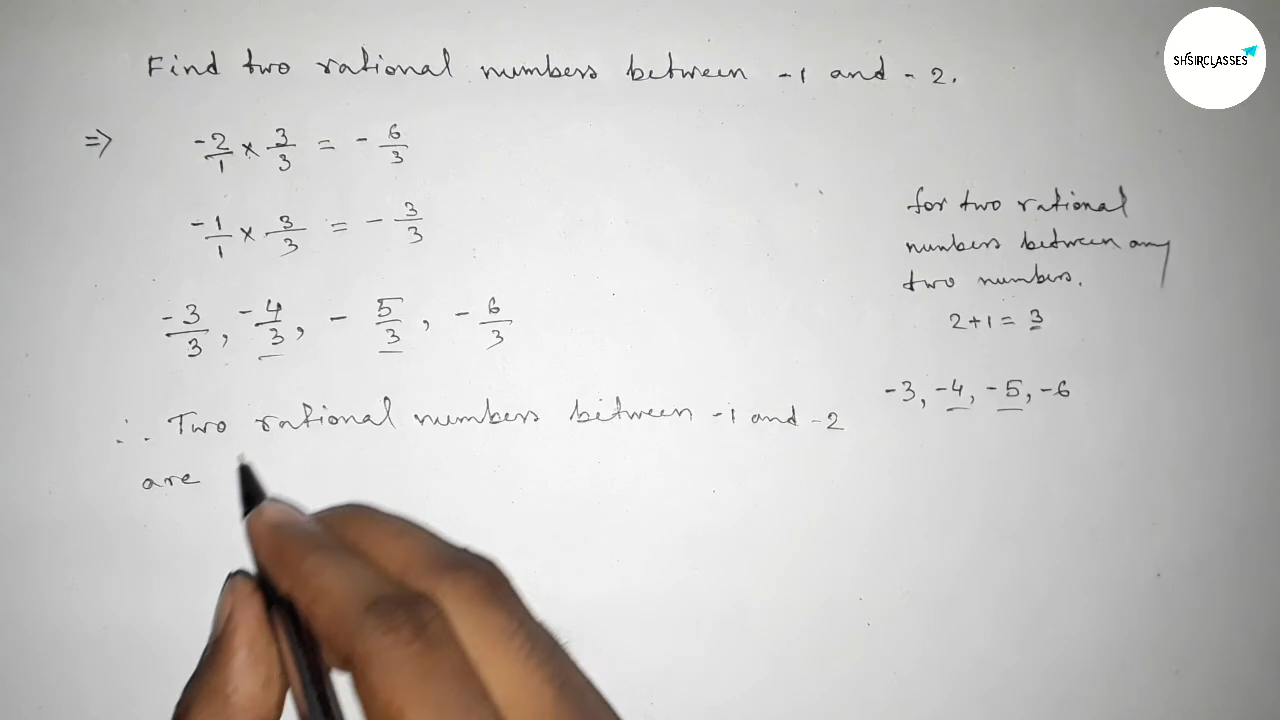 SHSIRCLASSES
Find two rational numbers between -1 and -2.
=> -2/1 × 3/3 = -6/3
-1/1 × 3/3 = -3/3
-3/3, -4/3, -5/3, -6/3
∴ Two rational numbers between -1 and -2
are
for two rational
numbers between any
two numbers.
2+1=3
-3, -4, -5, -6